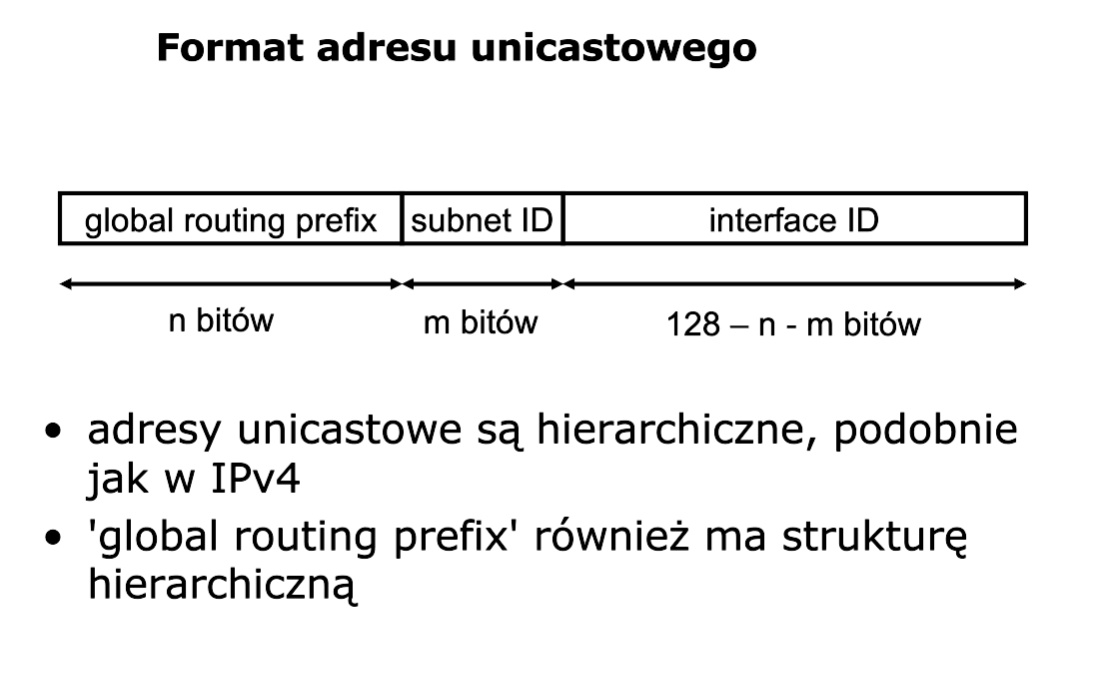 Format adresu unicastowego
global routing prefix subnet ID interface ID
n bitów m bitów 128 – n - m bitów
• adresy unicastowe są hierarchiczne, podobnie
jak w IPv4
• 'global routing prefix' również ma strukturę
hierarchiczną